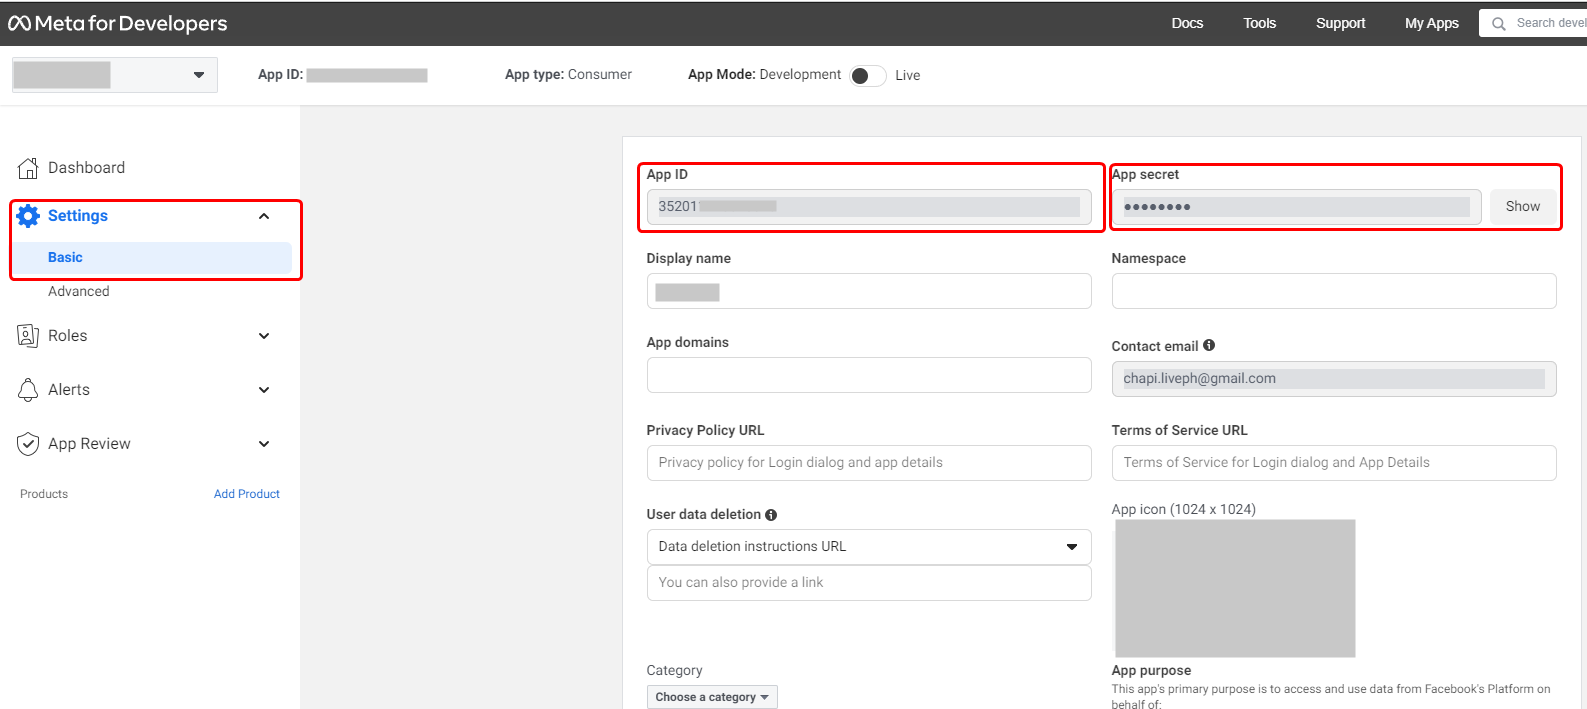 Meta for Developers Docs Tools Support My Apps Search devel
App ID: App type: Consumer App Mode: Development Live
Dashboard
Settings
Basic
Advanced
Roles
Alerts
App Review
Products Add Product
App ID App secret
35201 •••••••• Show
Display name Namespace
App domains Contact email
chapi.liveph@gmail.com
Privacy Policy URL Terms of Service URL
Privacy policy for Login dialog and app details Terms of Service for Login dialog and App Details
User data deletion App icon (1024 x 1024)
Data deletion instructions URL
You can also provide a link
Category App purpose
Choose a category This app's primary purpose is to access and use data from Facebook's Platform on
behalf of: